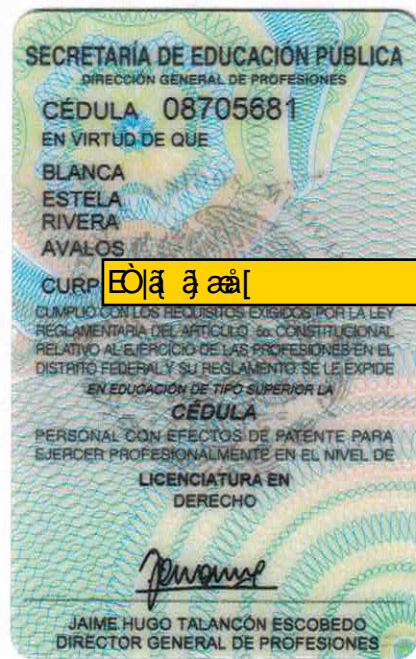 SECRETARÍA DE EDUCACIÓN PÚBLICA
DIRECCIÓN GENERAL DE PROFESIONES
CÉDULA 08705681
EN VIRTUD DE QUE
BLANCA
ESTELA
RIVERA
AVALOS
CURP
CUMPLIO CON LOS REQUISITOS EXIGIDOS POR LA LEY
REGLAMENTARIA DEL ARTÍCULO 5o. CONSTITUCIONAL
RELATIVO AL EJERCICIO DE LAS PROFESIONES EN EL
DISTRITO FEDERAL Y SU REGLAMENTO SE LE EXPIDE
EN EDUCACIÓN DE TIPO SUPERIOR LA
CÉDULA
PERSONAL CON EFECTOS DE PATENTE PARA
EJERCER PROFESIONALMENTE EN EL NIVEL DE
LICENCIATURA EN
DERECHO
JAIME HUGO TALANCÓN ESCOBEDO
DIRECTOR GENERAL DE PROFESIONES